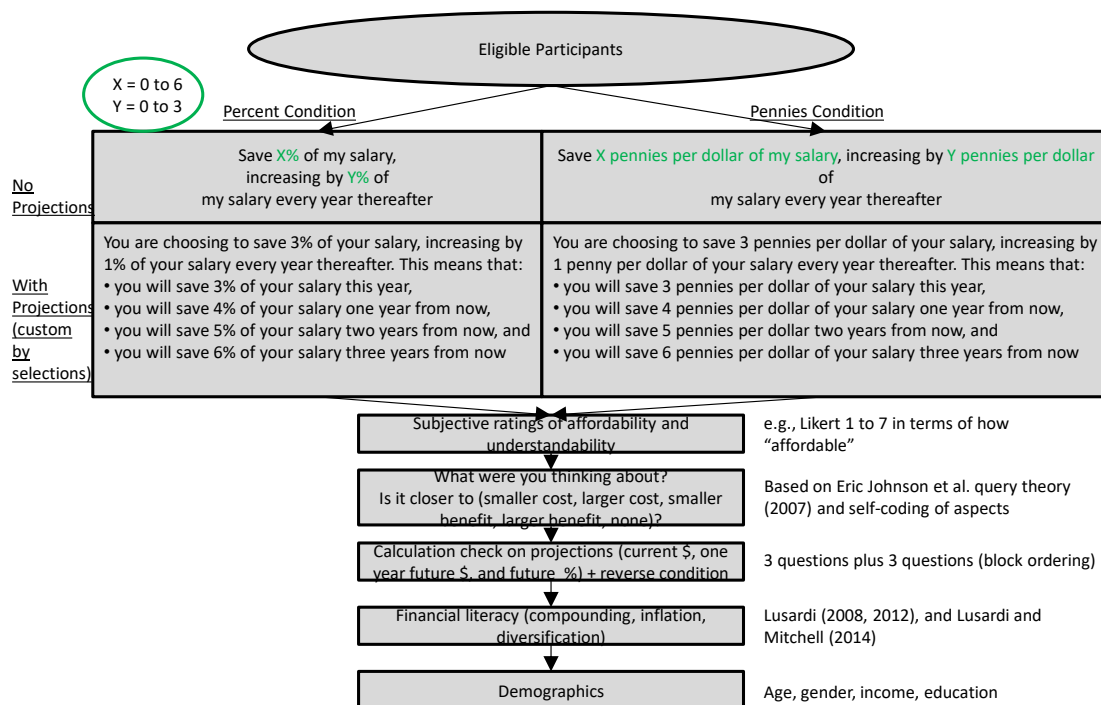 Eligible Participants
X = 0 to 6
Y = 0 to 3
Percent Condition
Pennies Condition
No
Projections
Save X% of my salary,
increasing by Y% of
my salary every year thereafter
Save X pennies per dollar of my salary, increasing by Y pennies per dollar
of
my salary every year thereafter
With
Projections
(custom
by
selections)
You are choosing to save 3% of your salary, increasing by
1% of your salary every year thereafter. This means that:
• you will save 3% of your salary this year,
• you will save 4% of your salary one year from now,
• you will save 5% of your salary two years from now, and
• you will save 6% of your salary three years from now
You are choosing to save 3 pennies per dollar of your salary, increasing by
1 penny per dollar of your salary every year thereafter. This means that:
• you will save 3 pennies per dollar of your salary this year,
• you will save 4 pennies per dollar of your salary one year from now,
• you will save 5 pennies per dollar two years from now, and
• you will save 6 pennies per dollar of your salary three years from now
Subjective ratings of affordability and
understandability
e.g., Likert 1 to 7 in terms of how
“affordable”
What were you thinking about?
Is it closer to (smaller cost, larger cost, smaller
benefit, larger benefit, none)?
Based on Eric Johnson et al. query theory
(2007) and self-coding of aspects
Calculation check on projections (current $, one
year future $, and future %) + reverse condition
3 questions plus 3 questions (block ordering)
Financial literacy (compounding, inflation,
diversification)
Lusardi (2008, 2012), and Lusardi and
Mitchell (2014)
Demographics
Age, gender, income, education